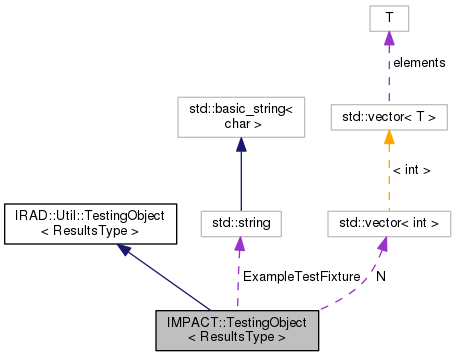 T
elements
std::basic_string<
char >
std::vector< T >
< int >
IRAD::Util::TestingObject
< ResultsType >
std::string
std::vector< int >
ExampleTestFixture
N
IMPACT::TestingObject
< ResultsType >